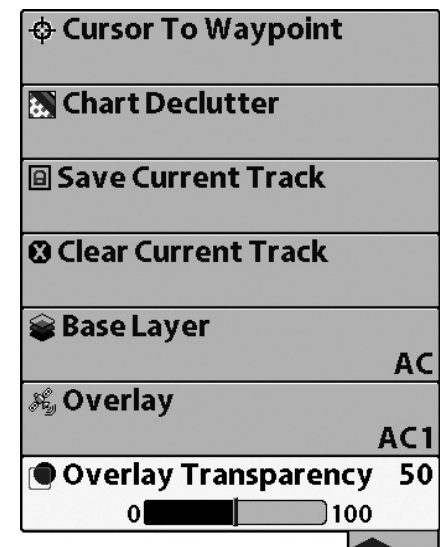 Cursor To Waypoint
Chart Declutter
Save Current Track
Clear Current Track
Base Layer
AC
Overlay
AC1
Overlay Transparency 50
0 100